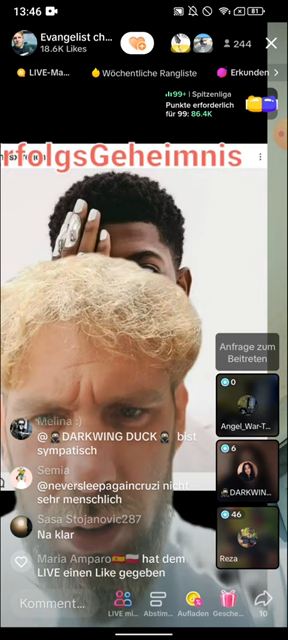 13:46
81
Evangelist ch...
18.6K Likes
244
LIVE-Ma...
Wöchentliche Rangliste
Erkunden
99+ | Spitzenliga
Punkte erforderlich
für 99: 86.4K
rfolgsGeheimnis
Anfrage zum
Beitreten
0
Angel_War-T...
6
DARKWIN...
46
Reza
Melina :)
@🥷DARKWING DUCK🥷 bist
sympatisch
Semia
@neversleepagaincruzi nicht
sehr menschlich
Sasa Stojanovic287
Na klar
Maria Amparo🇪🇸🇵🇱 hat dem
LIVE einen Like gegeben
Komment...
LIVE mi...
Abstim...
Aufladen
Gesche...
10